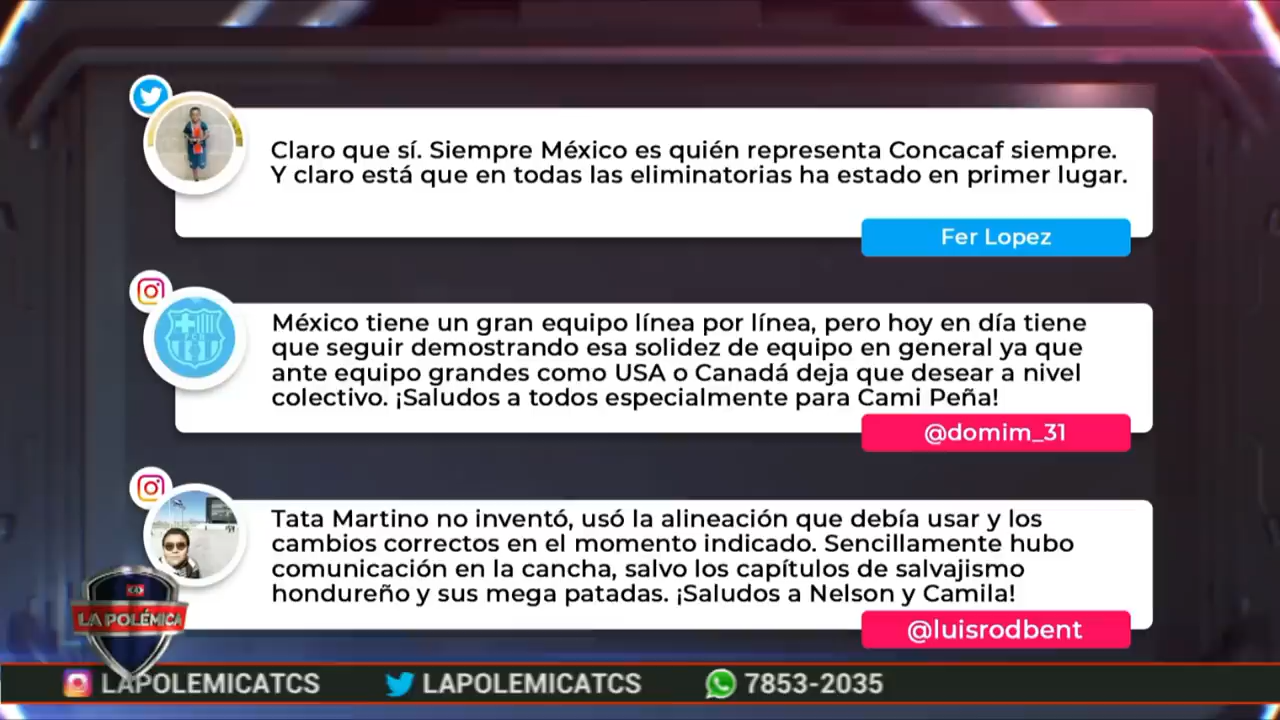 Claro que sí. Siempre México es quién representa Concacaf siempre.
Y claro está que en todas las eliminatorias ha estado en primer lugar.
Fer Lopez
México tiene un gran equipo línea por línea, pero hoy en día tiene
que seguir demostrando esa solidez de equipo en general ya que
ante equipo grandes como USA o Canadá deja que desear a nivel
colectivo. ¡Saludos a todos especialmente para Cami Peña!
@domim_31
Tata Martino no inventó, usó la alineación que debía usar y los
cambios correctos en el momento indicado. Sencillamente hubo
comunicación en la cancha, salvo los capítulos de salvajismo
hondureño y sus mega patadas. ¡Saludos a Nelson y Camila!
@luisrodbent
LA POLÉMICA
LAPOLEMICATCS
LAPOLEMICATCS
7853-2035